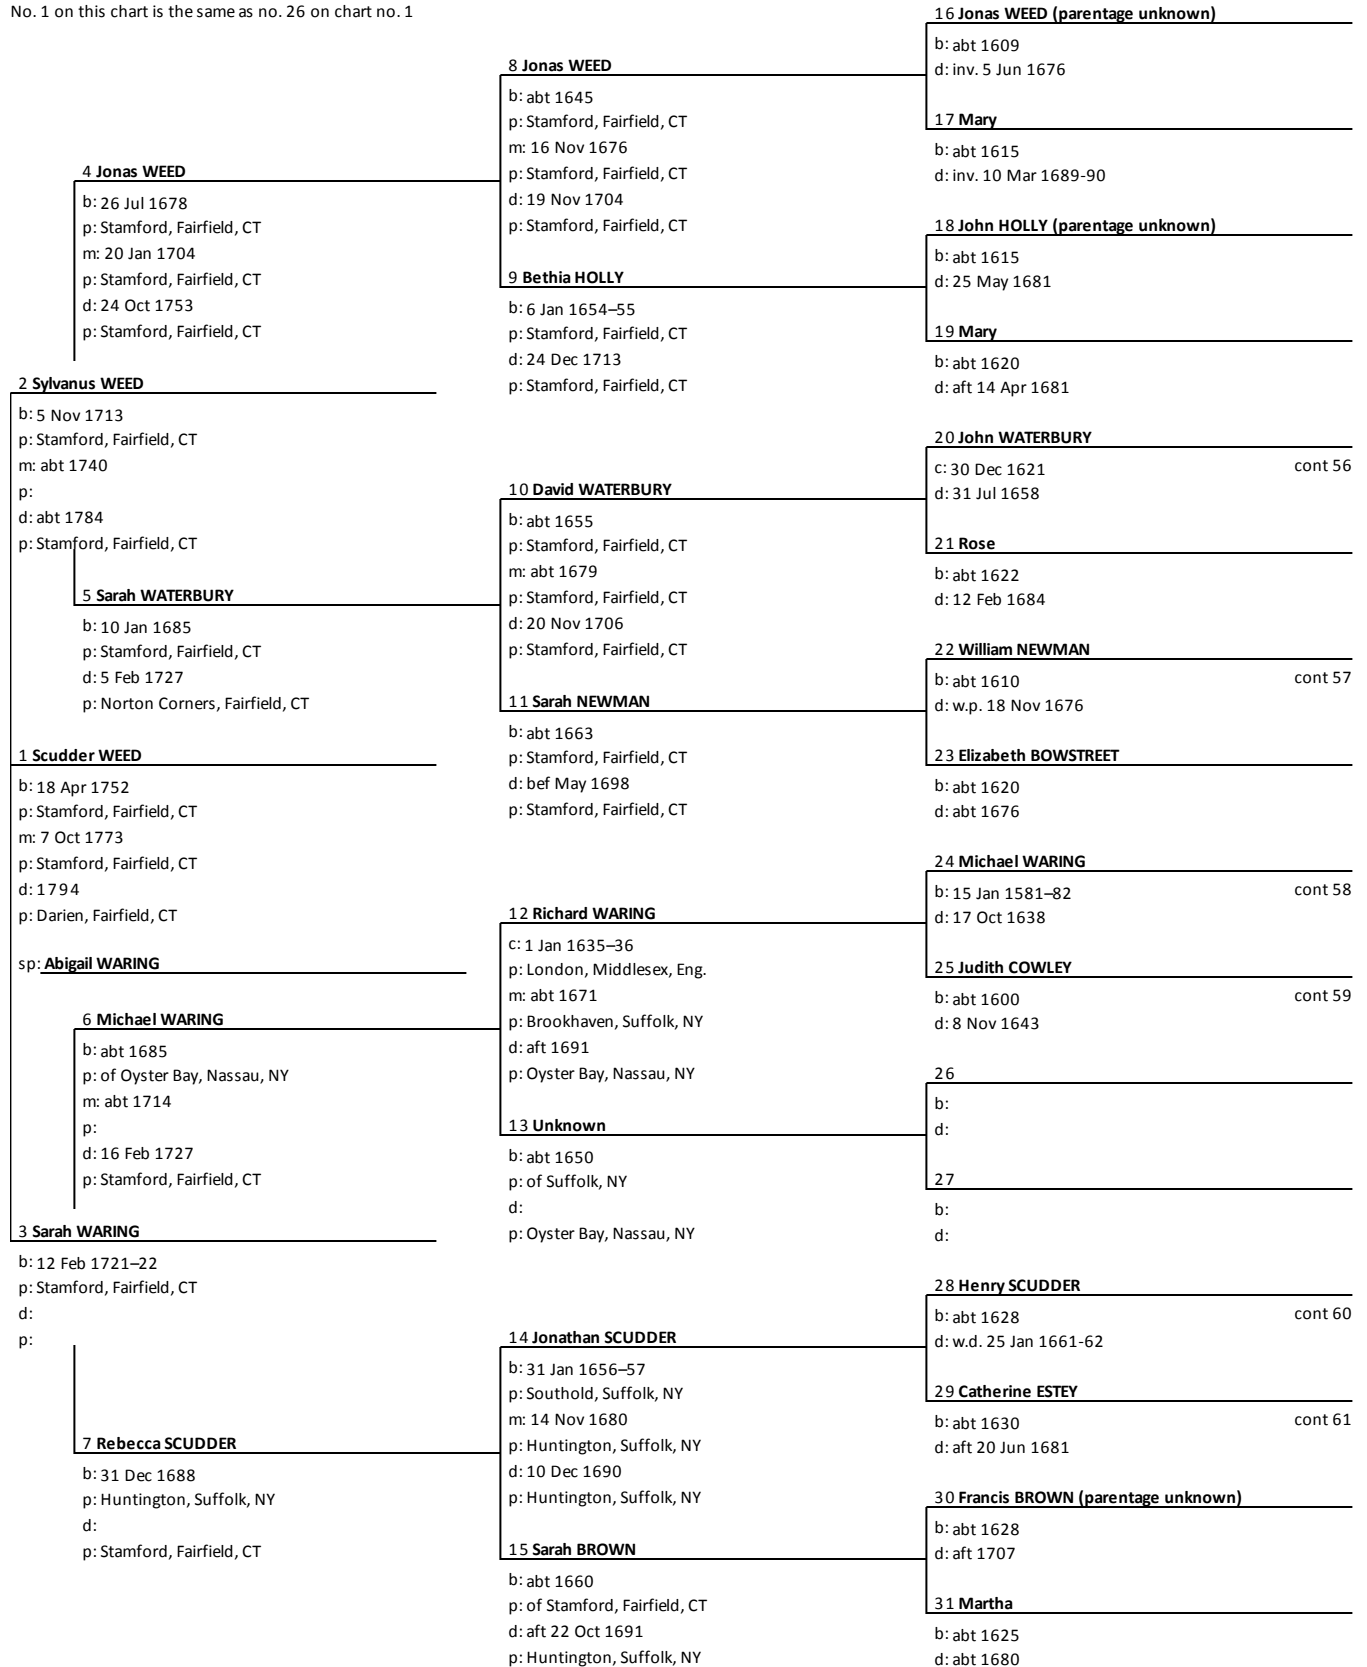 No. 1 on this chart is the same as no. 26 on chart no. 1
4 Jonas WEED
b: 26 Jul 1678
p: Stamford, Fairfield, CT
m: 20 Jan 1704
p: Stamford, Fairfield, CT
d: 24 Oct 1753
p: Stamford, Fairfield, CT
2 Sylvanus WEED
b: 5 Nov 1713
p: Stamford, Fairfield, CT
m: abt 1740
p:
d: abt 1784
p: Stamford, Fairfield, CT
5 Sarah WATERBURY
b: 10 Jan 1685
p: Stamford, Fairfield, CT
d: 5 Feb 1727
p: Norton Corners, Fairfield, CT
1 Scudder WEED
b: 18 Apr 1752
p: Stamford, Fairfield, CT
m: 7 Oct 1773
p: Stamford, Fairfield, CT
d: 1794
p: Darien, Fairfield, CT
sp: Abigail WARING
6 Michael WARING
b: abt 1685
p: of Oyster Bay, Nassau, NY
m: abt 1714
p:
d: 16 Feb 1727
p: Stamford, Fairfield, CT
3 Sarah WARING
b: 12 Feb 1721–22
p: Stamford, Fairfield, CT
d:
p:
7 Rebecca SCUDDER
b: 31 Dec 1688
p: Huntington, Suffolk, NY
d:
p: Stamford, Fairfield, CT
8 Jonas WEED
b: abt 1645
p: Stamford, Fairfield, CT
m: 16 Nov 1676
p: Stamford, Fairfield, CT
d: 19 Nov 1704
p: Stamford, Fairfield, CT
9 Bethia HOLLY
b: 6 Jan 1654–55
p: Stamford, Fairfield, CT
d: 24 Dec 1713
p: Stamford, Fairfield, CT
10 David WATERBURY
b: abt 1655
p: Stamford, Fairfield, CT
m: abt 1679
p: Stamford, Fairfield, CT
d: 20 Nov 1706
p: Stamford, Fairfield, CT
11 Sarah NEWMAN
b: abt 1663
p: Stamford, Fairfield, CT
d: bef May 1698
p: Stamford, Fairfield, CT
12 Richard WARING
c: 1 Jan 1635–36
p: London, Middlesex, Eng.
m: abt 1671
p: Brookhaven, Suffolk, NY
d: aft 1691
p: Oyster Bay, Nassau, NY
13 Unknown
b: abt 1650
p: of Suffolk, NY
d:
p: Oyster Bay, Nassau, NY
14 Jonathan SCUDDER
b: 31 Jan 1656–57
p: Southold, Suffolk, NY
m: 14 Nov 1680
p: Huntington, Suffolk, NY
d: 10 Dec 1690
p: Huntington, Suffolk, NY
15 Sarah BROWN
b: abt 1660
p: of Stamford, Fairfield, CT
d: aft 22 Oct 1691
p: Huntington, Suffolk, NY
16 Jonas WEED (parentage unknown)
b: abt 1609
d: inv. 5 Jun 1676
17 Mary
b: abt 1615
d: inv. 10 Mar 1689-90
18 John HOLLY (parentage unknown)
b: abt 1615
d: 25 May 1681
19 Mary
b: abt 1620
d: aft 14 Apr 1681
20 John WATERBURY
c: 30 Dec 1621 cont 56
d: 31 Jul 1658
21 Rose
b: abt 1622
d: 12 Feb 1684
22 William NEWMAN
b: abt 1610 cont 57
d: w.p. 18 Nov 1676
23 Elizabeth BOWSTREET
b: abt 1620
d: abt 1676
24 Michael WARING
b: 15 Jan 1581–82 cont 58
d: 17 Oct 1638
25 Judith COWLEY
b: abt 1600 cont 59
d: 8 Nov 1643
26
b:
d:
27
b:
d:
28 Henry SCUDDER
b: abt 1628 cont 60
d: w.d. 25 Jan 1661-62
29 Catherine ESTEY
b: abt 1630 cont 61
d: aft 20 Jun 1681
30 Francis BROWN (parentage unknown)
b: abt 1628
d: aft 1707
31 Martha
b: abt 1625
d: abt 1680